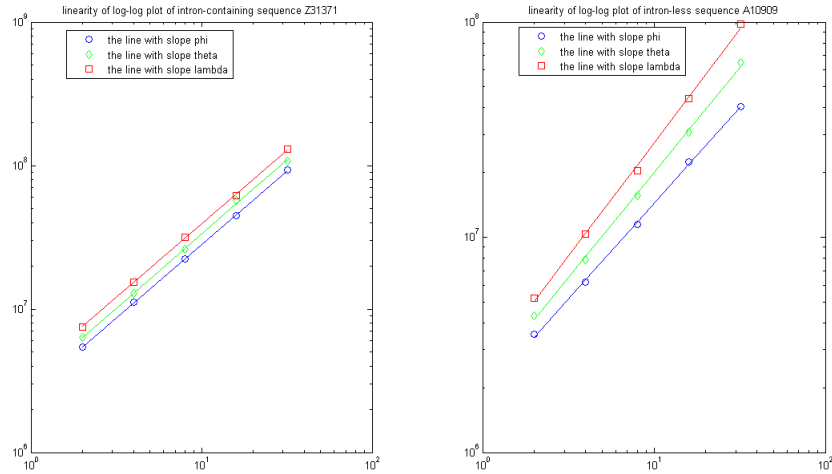 linearity of log-log plot of intron-containing sequence Z31371
10^9
the line with slope phi
the line with slope theta
the line with slope lambda
10^8
10^7
10^6
10^0
10^1
10^2
linearity of log-log plot of intron-less sequence A10909
10^8
the line with slope phi
the line with slope theta
the line with slope lambda
10^7
10^6
10^0
10^1
10^2